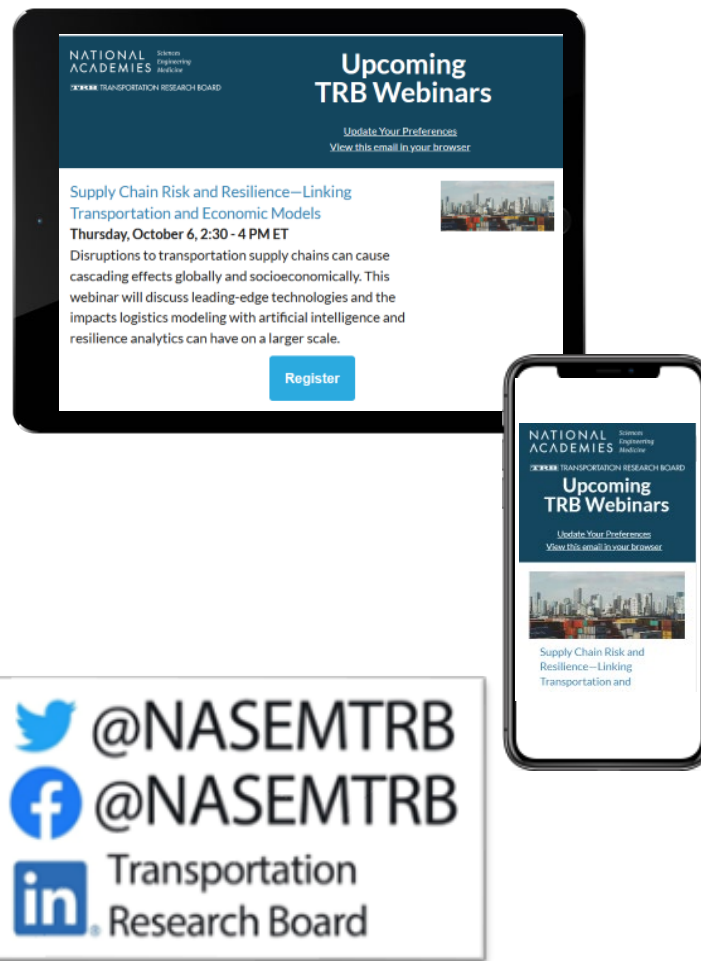 NATIONAL Sciences
ACADEMIES Engineering
Medicine
TRB TRANSPORTATION RESEARCH BOARD
Upcoming
TRB Webinars
Update Your Preferences
View this email in your browser
Supply Chain Risk and Resilience—Linking
Transportation and Economic Models
Thursday, October 6, 2:30 - 4 PM ET
Disruptions to transportation supply chains can cause
cascading effects globally and socioeconomically. This
webinar will discuss leading-edge technologies and the
impacts logistics modeling with artificial intelligence and
resilience analytics can have on a larger scale.
Register
NATIONAL Sciences
ACADEMIES Engineering
Medicine
TRB TRANSPORTATION RESEARCH BOARD
Upcoming
TRB Webinars
Update Your Preferences
View this email in your browser
Supply Chain Risk and
Resilience—Linking
Transportation and
@NASEMTRB
@NASEMTRB
in® Transportation
Research Board